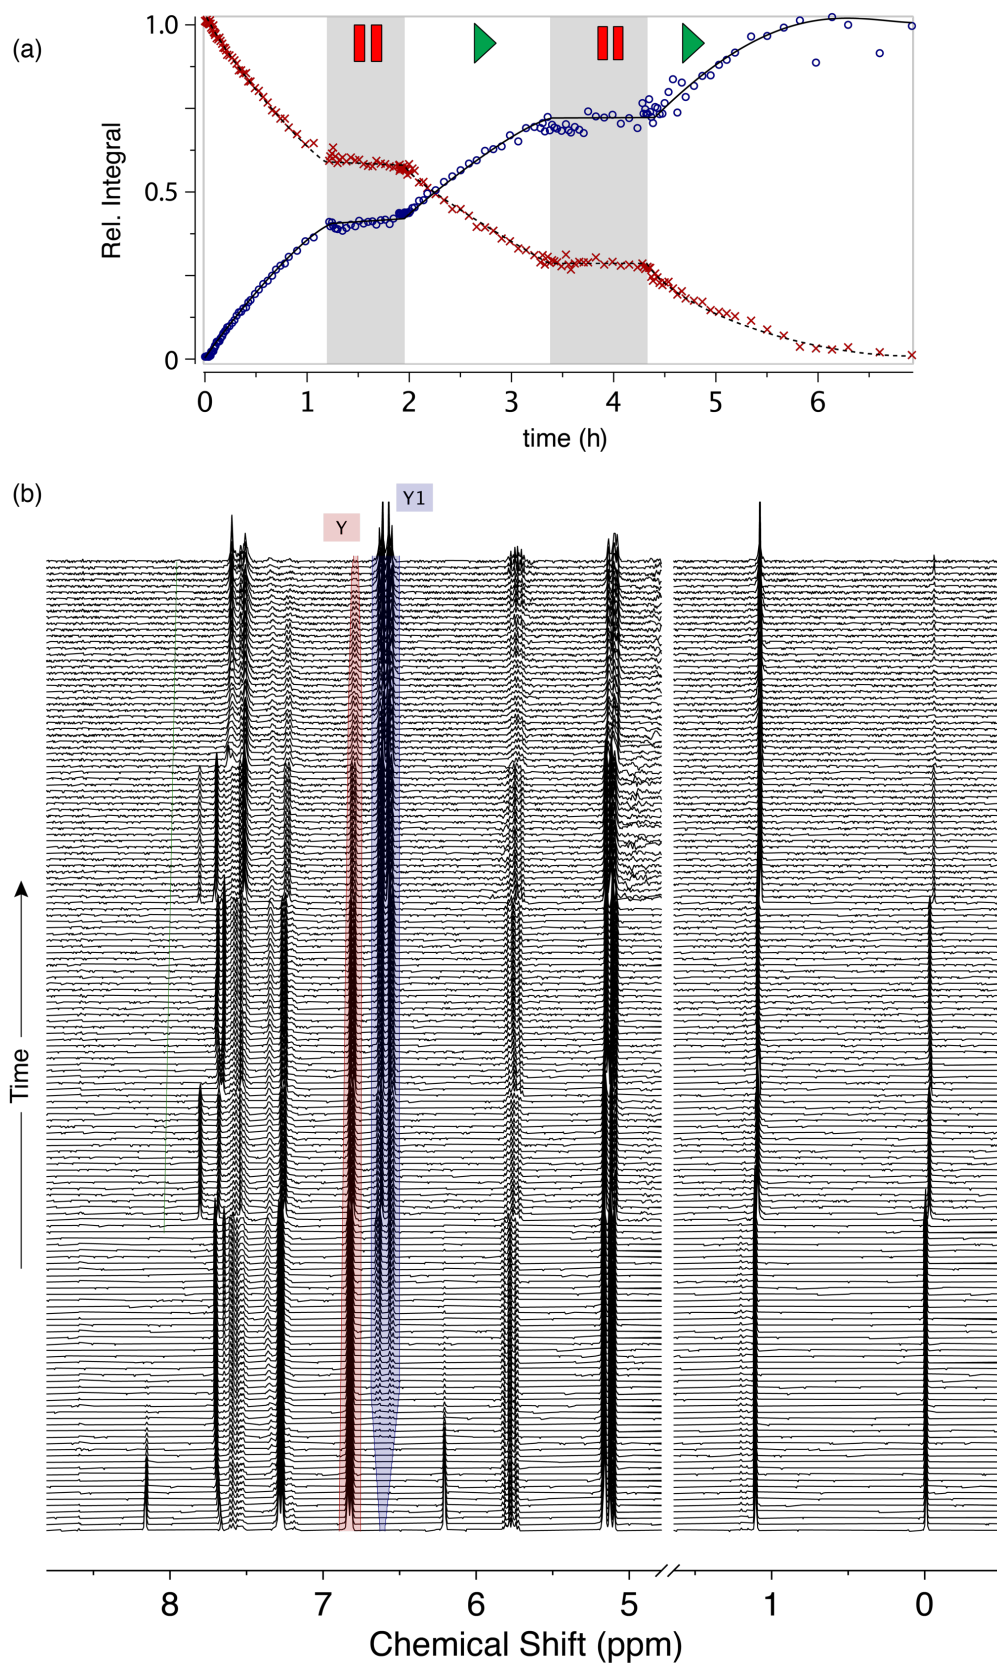 (a)
1.0
0.5
0
Rel. Integral
0 1 2 3 4 5 6
time (h)
(b)
Y1
Y
Time
8 7 6 5 1 0
Chemical Shift (ppm)